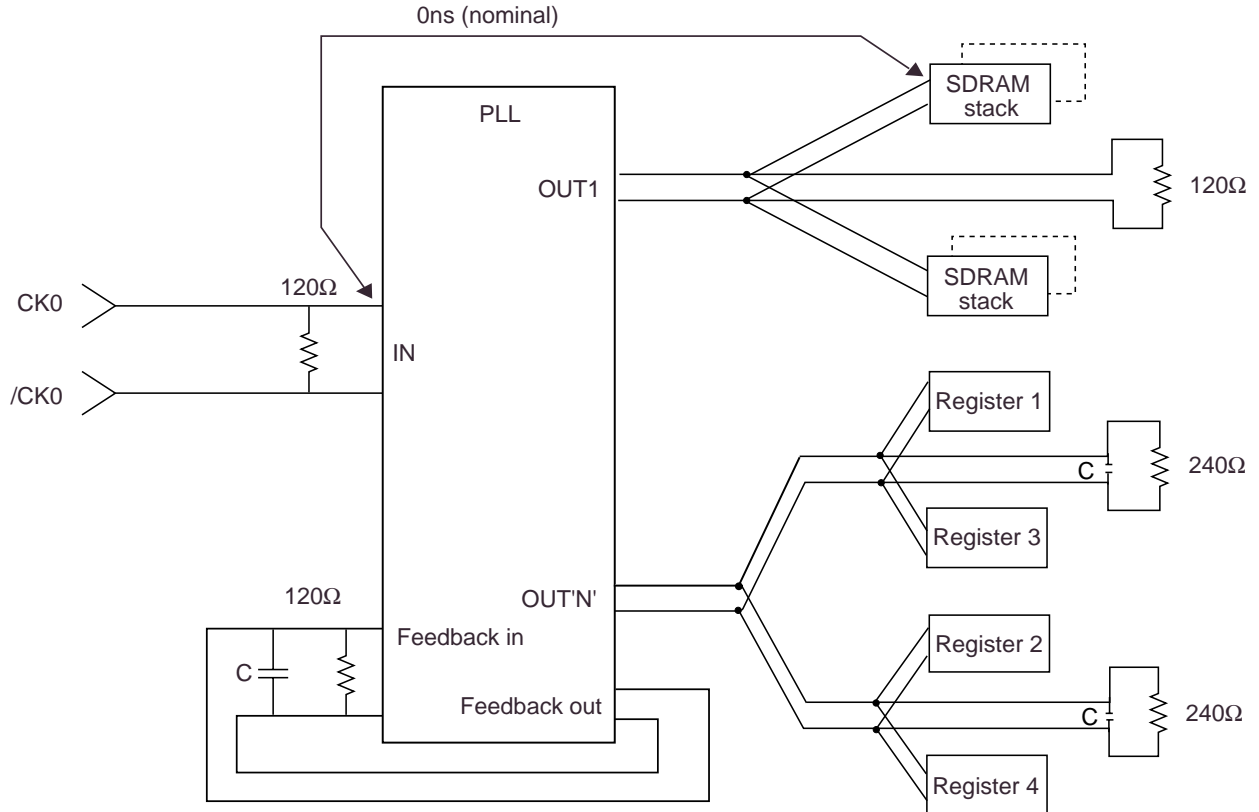 0ns (nominal)
PLL
SDRAM
stack
OUT1
120Ω
SDRAM
stack
120Ω
CK0
IN
/CK0
Register 1
C
240Ω
Register 3
120Ω
OUT'N'
Feedback in
Register 2
C
Feedback out
C
240Ω
Register 4